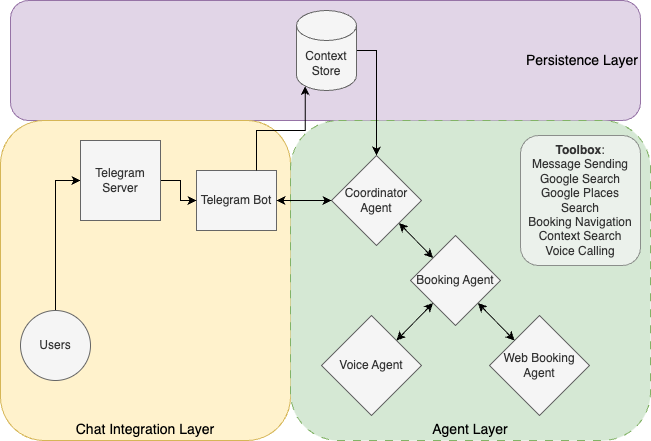 Context
Store
Persistence Layer
Telegram
Server
Telegram Bot
Users
Chat Integration Layer
Coordinator
Agent
Booking Agent
Voice Agent
Web Booking
Agent
Toolbox:
Message Sending
Google Search
Google Places
Search
Booking Navigation
Context Search
Voice Calling
Agent Layer